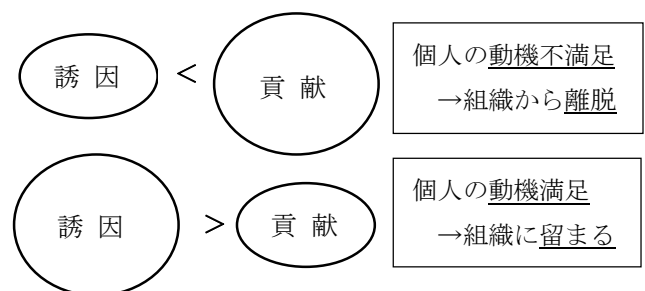 誘 因 < 貢 献
個人の動機不満足
→組織から離脱
誘 因 > 貢 献
個人の動機満足
→組織に留まる